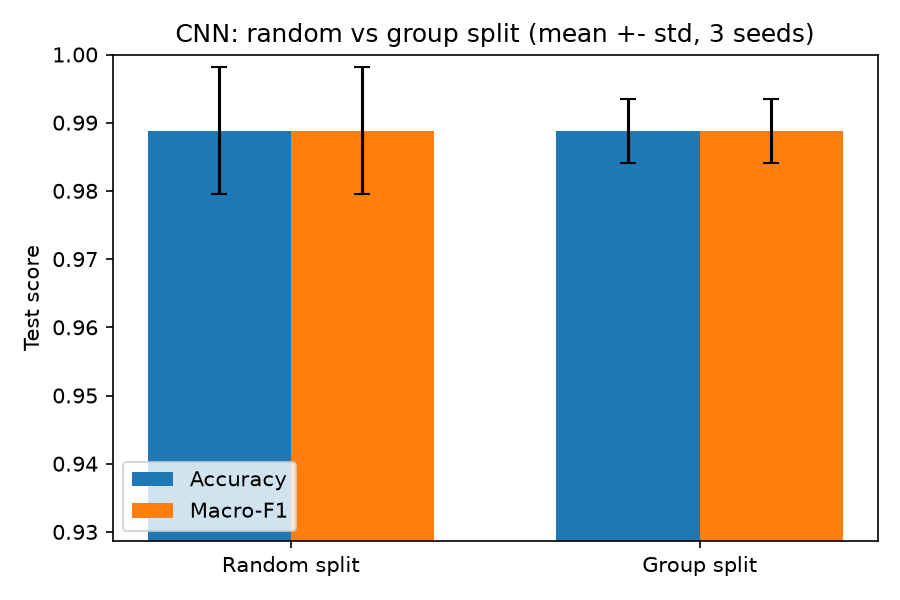 CNN: random vs group split (mean +- std, 3 seeds)
Test score
1.00
0.99
0.98
0.97
0.96
0.95
0.94
0.93
Accuracy
Macro-F1
Random split
Group split